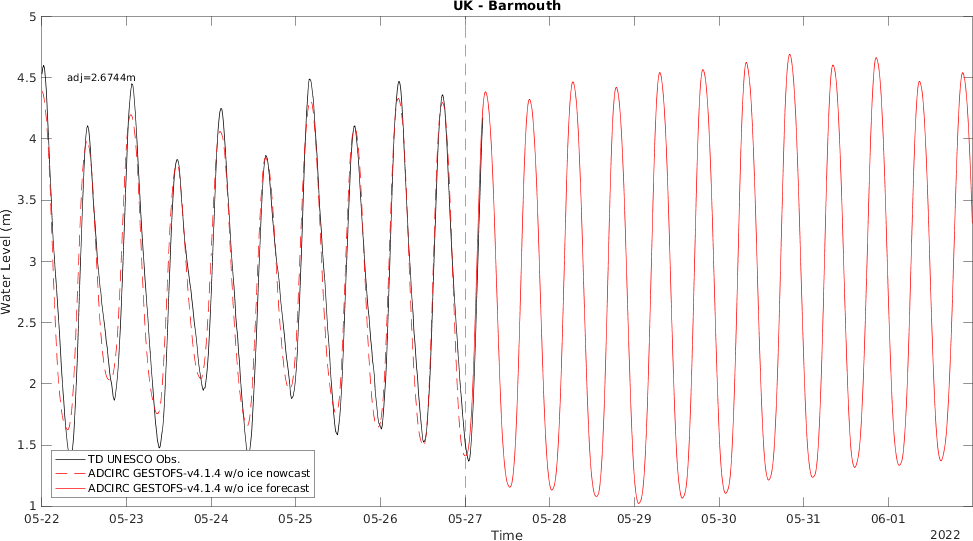 UK - Barmouth
5
adj=2.6744m
4.5
4
3.5
3
2.5
2
1.5
1
Water Level (m)
TD UNESCO Obs.
ADCIRC GESTOFS-v4.1.4 w/o ice nowcast
ADCIRC GESTOFS-v4.1.4 w/o ice forecast
05-22 05-23 05-24 05-25 05-26 05-27 05-28 05-29 05-30 05-31 06-01
Time
2022